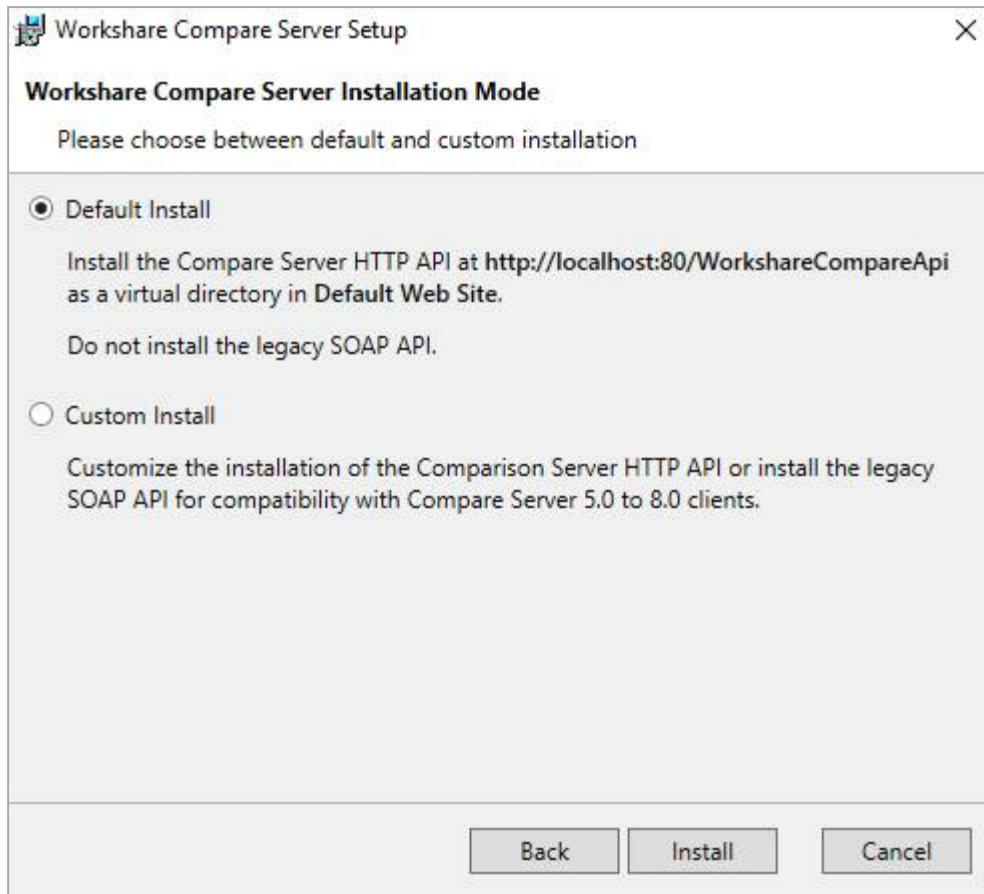 Workshare Compare Server Setup
Workshare Compare Server Installation Mode
Please choose between default and custom installation
Default Install
Install the Compare Server HTTP API at http://localhost:80/WorkshareCompareApi
as a virtual directory in Default Web Site.
Do not install the legacy SOAP API.
Custom Install
Customize the installation of the Comparison Server HTTP API or install the legacy
SOAP API for compatibility with Compare Server 5.0 to 8.0 clients.
Back Install Cancel